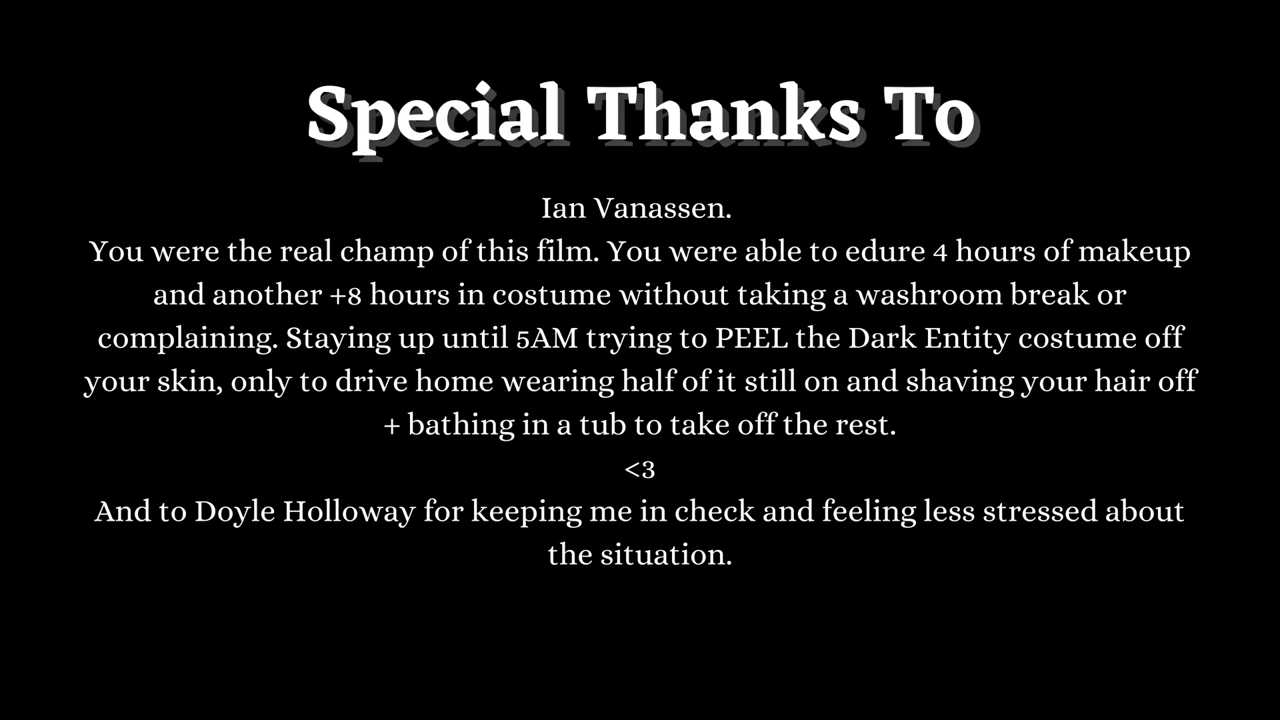 Special Thanks To
Ian Vanassen.
You were the real champ of this film. You were able to edure 4 hours of makeup
and another +8 hours in costume without taking a washroom break or
complaining. Staying up until 5AM trying to PEEL the Dark Entity costume off
your skin, only to drive home wearing half of it still on and shaving your hair off
+ bathing in a tub to take off the rest.
<3
And to Doyle Holloway for keeping me in check and feeling less stressed about
the situation.